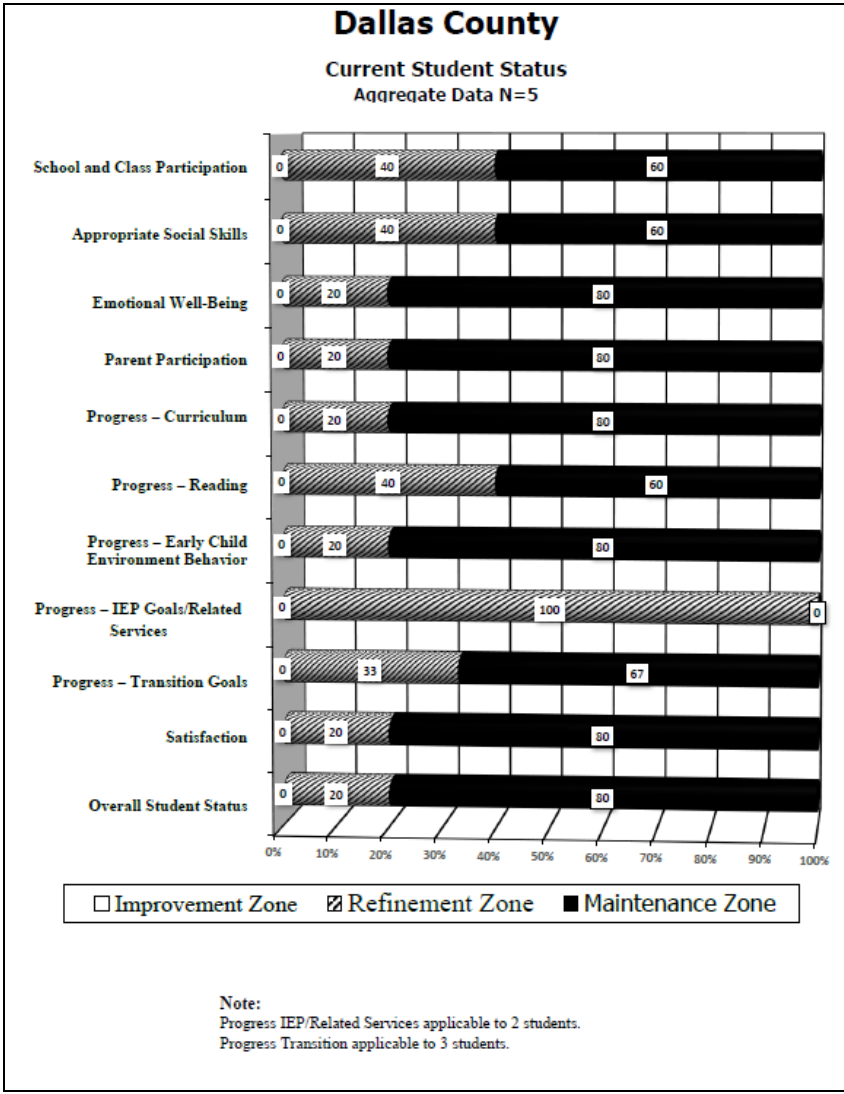 Dallas County
Current Student Status
Aggregate Data N=5
School and Class Participation
0 40 60
Appropriate Social Skills
0 40 60
Emotional Well-Being
0 20 80
Parent Participation
0 20 80
Progress – Curriculum
0 20 80
Progress – Reading
0 40 60
Progress – Early Child
Environment Behavior
0 20 80
Progress – IEP Goals/Related
Services
0 100 0
Progress – Transition Goals
0 33 67
Satisfaction
0 20 80
Overall Student Status
0 20 80
0% 10% 20% 30% 40% 50% 60% 70% 80% 90% 100%
Improvement Zone Refinement Zone Maintenance Zone
Note:
Progress IEP/Related Services applicable to 2 students.
Progress Transition applicable to 3 students.